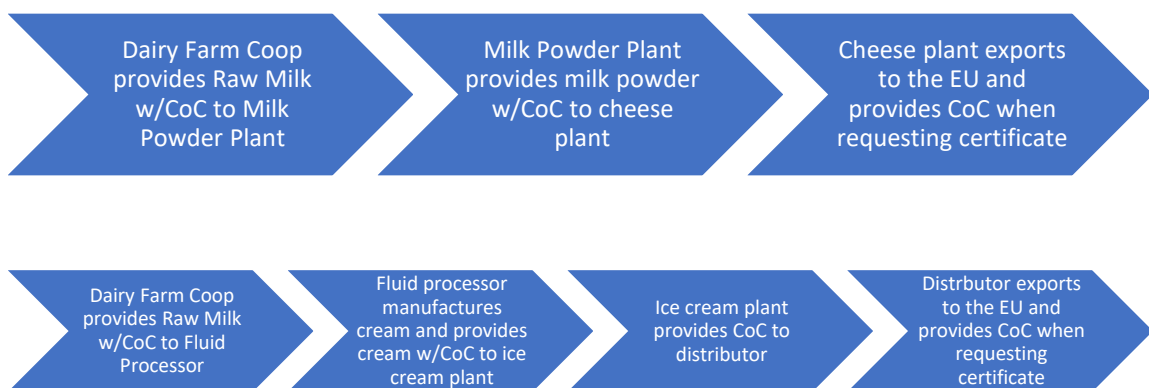 Dairy Farm Coop
provides Raw Milk
w/CoC to Milk
Powder Plant
Milk Powder Plant
provides milk powder
w/CoC to cheese
plant
Cheese plant exports
to the EU and
provides CoC when
requesting certificate
Dairy Farm Coop
provides Raw Milk
w/CoC to Fluid
Processor
Fluid processor
manufactures
cream and provides
cream w/CoC to ice
cream plant
Ice cream plant
provides CoC to
distributor
Distrbutor exports
to the EU and
provides CoC when
requesting
certificate